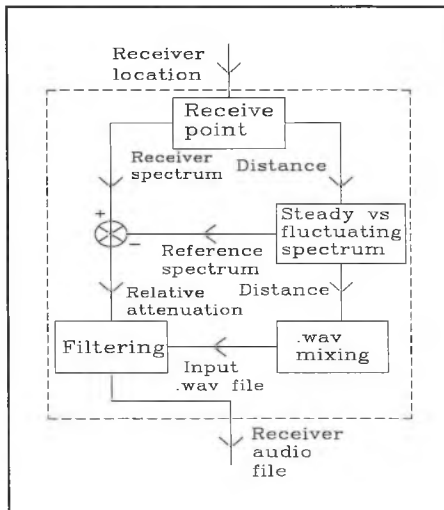 Receiver
location
Receive
point
Receiver
spectrum
Distance
+
−
Steady vs
fluctuating
spectrum
Reference
spectrum
Relative
attenuation
Distance
Filtering
.wav
mixing
Input
.wav file
Receiver
audio
file